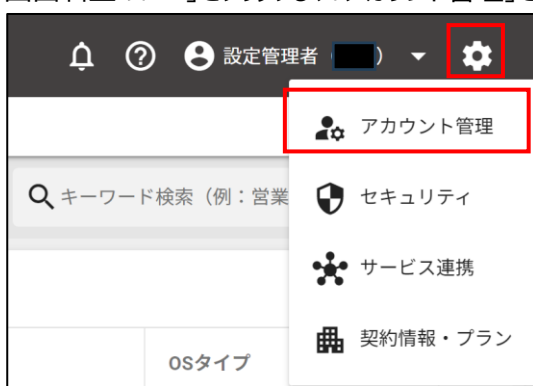 設定管理者（ ）
アカウント管理
キーワード検索（例：営業
セキュリティ
サービス連携
契約情報・プラン
OSタイプ